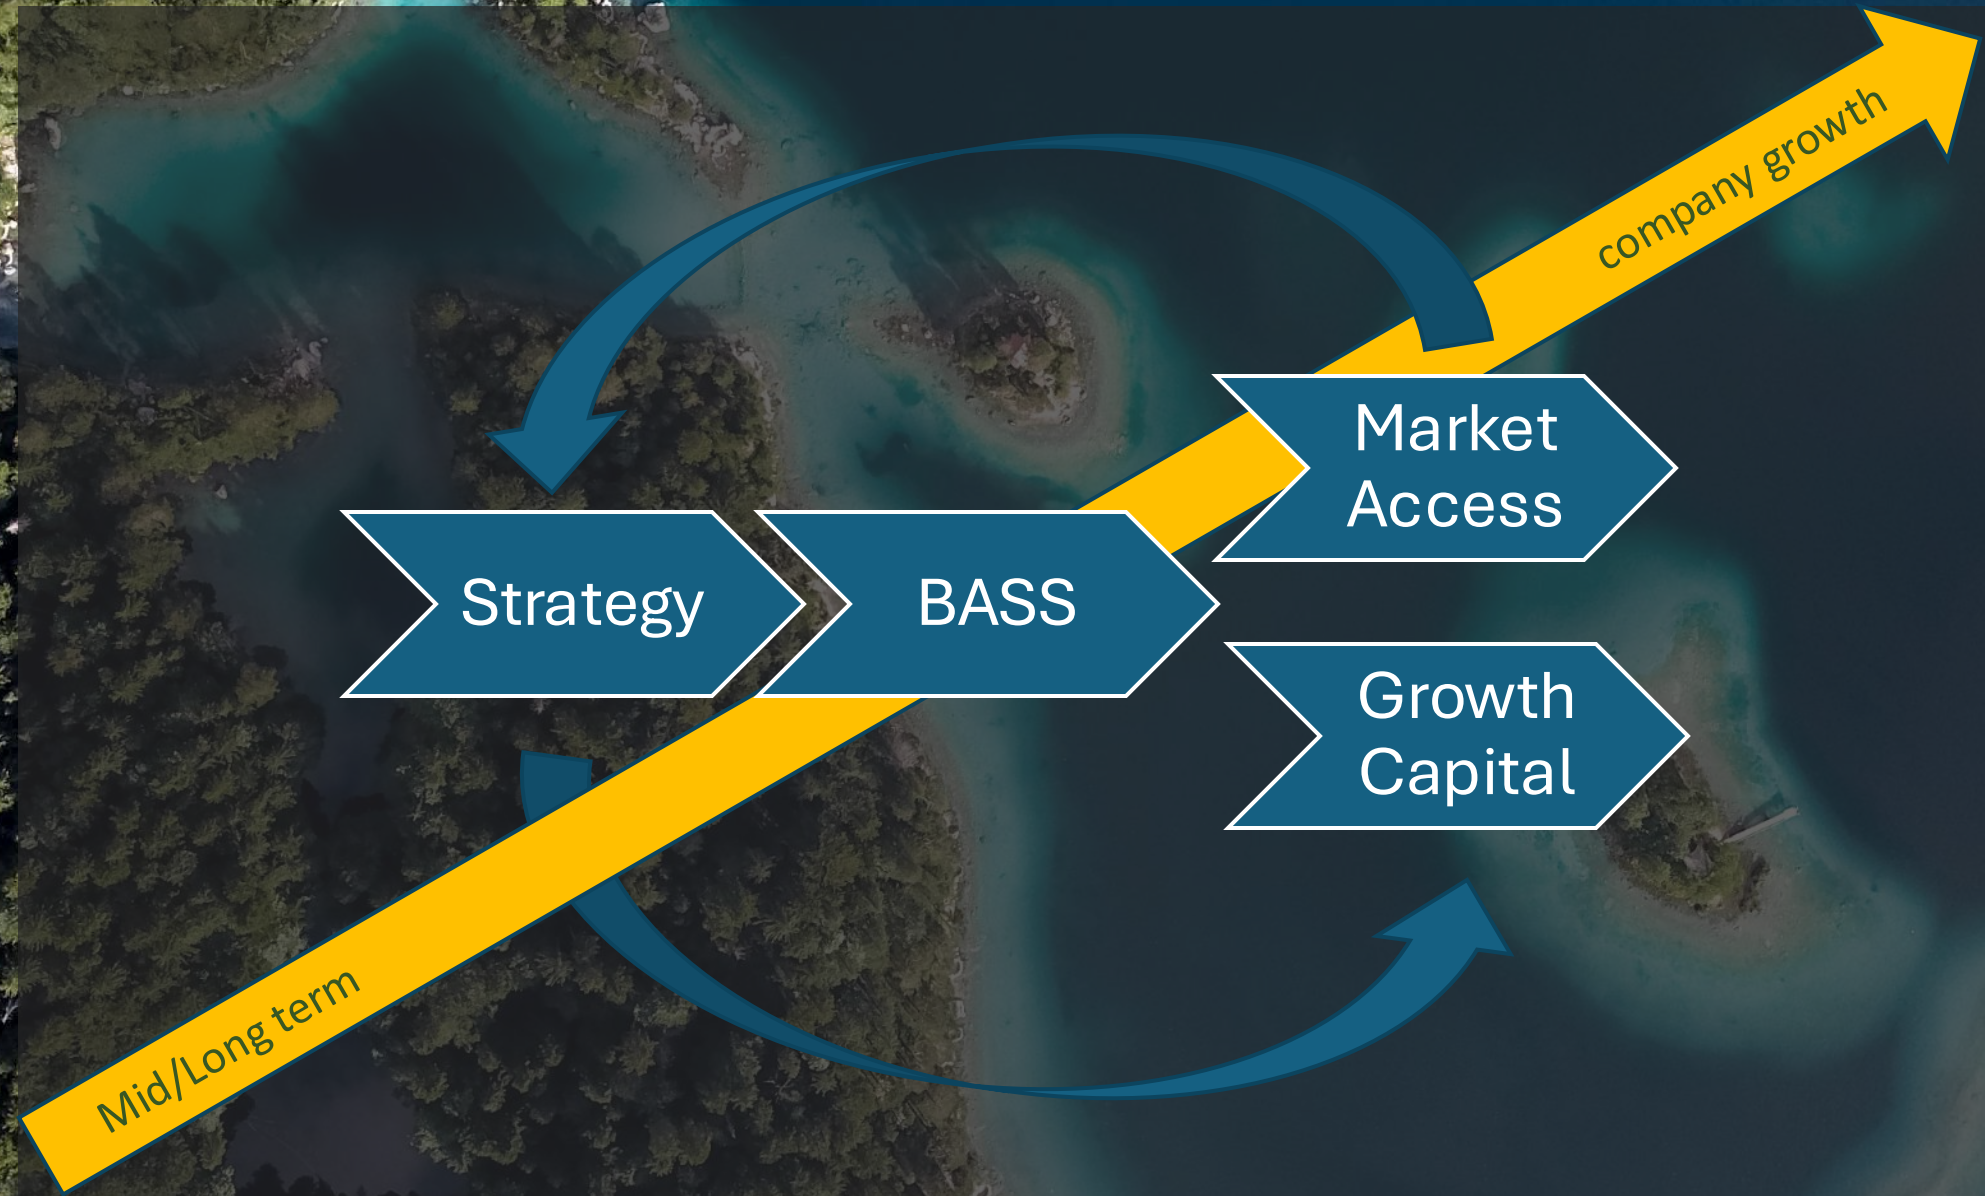 company growth
Market
Access
Strategy
BASS
Growth
Capital
Mid/Long term